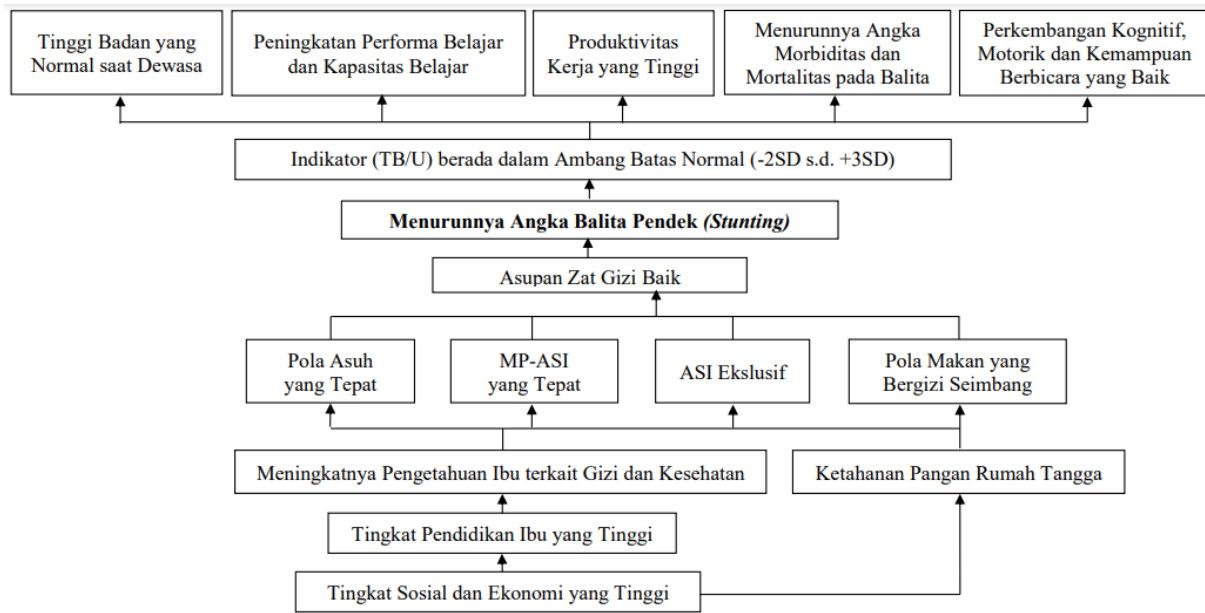 Tinggi Badan yang
Normal saat Dewasa
Peningkatan Performa Belajar
dan Kapasitas Belajar
Produktivitas
Kerja yang Tinggi
Menurunnya Angka
Morbiditas dan
Mortalitas pada Balita
Perkembangan Kognitif,
Motorik dan Kemampuan
Berbicara yang Baik
Indikator (TB/U) berada dalam Ambang Batas Normal (-2SD s.d. +3SD)
Menurunnya Angka Balita Pendek (Stunting)
Asupan Zat Gizi Baik
Pola Asuh
yang Tepat
MP-ASI
yang Tepat
ASI Ekslusif
Pola Makan yang
Bergizi Seimbang
Meningkatnya Pengetahuan Ibu terkait Gizi dan Kesehatan
Ketahanan Pangan Rumah Tangga
Tingkat Pendidikan Ibu yang Tinggi
Tingkat Sosial dan Ekonomi yang Tinggi